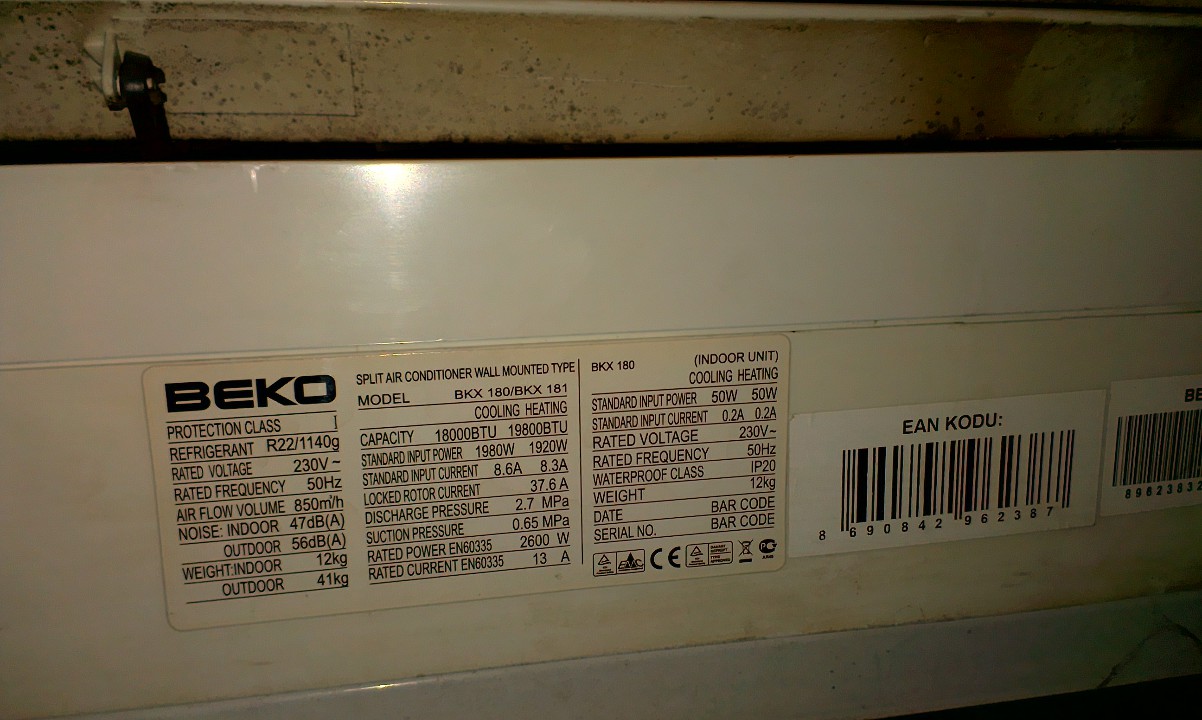 BEKO
PROTECTION CLASS I
REFRIGERANT R22/1140g
RATED VOLTAGE 230V~
RATED FREQUENCY 50Hz
AIR FLOW VOLUME 850m³/h
NOISE: INDOOR 47dB(A)
OUTDOOR 56dB(A)
WEIGHT:INDOOR 12kg
OUTDOOR 41kg
SPLIT AIR CONDITIONER WALL MOUNTED TYPE
MODEL BKX 180/BKX 181
COOLING HEATING
CAPACITY 18000BTU 19800BTU
STANDARD INPUT POWER 1980W 1920W
STANDARD INPUT CURRENT 8.6A 8.3A
LOCKED ROTOR CURRENT 37.6 A
DISCHARGE PRESSURE 2.7 MPa
SUCTION PRESSURE 0.65 MPa
RATED POWER EN60335 2600 W
RATED CURRENT EN60335 13 A
BKX 180 (INDOOR UNIT)
COOLING HEATING
STANDARD INPUT POWER 50W 50W
STANDARD INPUT CURRENT 0.2A 0.2A
RATED VOLTAGE 230V~
RATED FREQUENCY 50Hz
WATERPROOF CLASS IP20
WEIGHT 12kg
DATE BAR CODE
SERIAL NO. BAR CODE
CE
EAN KODU:
8 690842 962387
BE
89623832